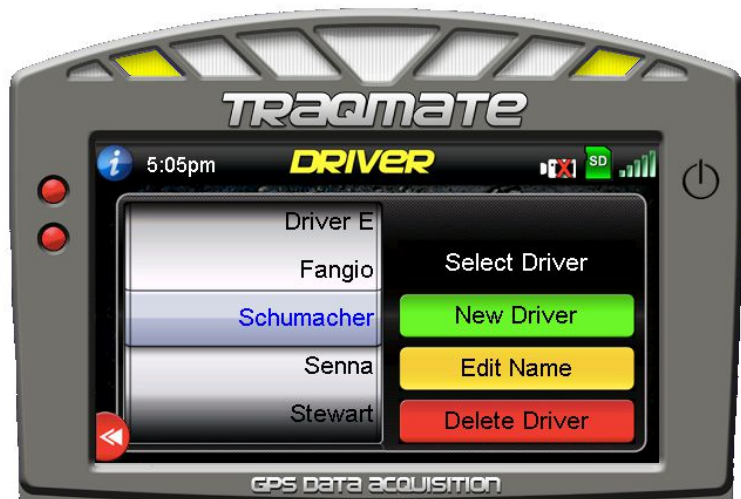 TRAQMATE
i 5:05pm DRIVER SD
Driver E
Fangio
Schumacher
Senna
Stewart
Select Driver
New Driver
Edit Name
Delete Driver
GPS DATA ACQUISITION